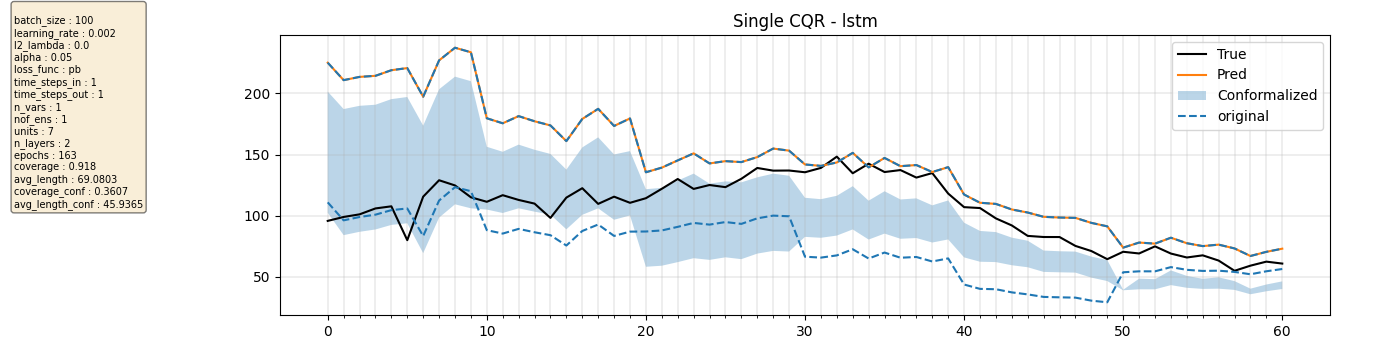 batch_size : 100
learning_rate : 0.002
l2_lambda : 0.0
alpha : 0.05
loss_func : pb
time_steps_in : 1
time_steps_out : 1
n_vars : 1
nof_ens : 1
units : 7
n_layers : 2
epochs : 163
coverage : 0.918
avg_length : 69.0803
coverage_conf : 0.3607
avg_length_conf : 45.9365
Single CQR - lstm
True
Pred
Conformalized
original
200
150
100
50
0 10 20 30 40 50 60